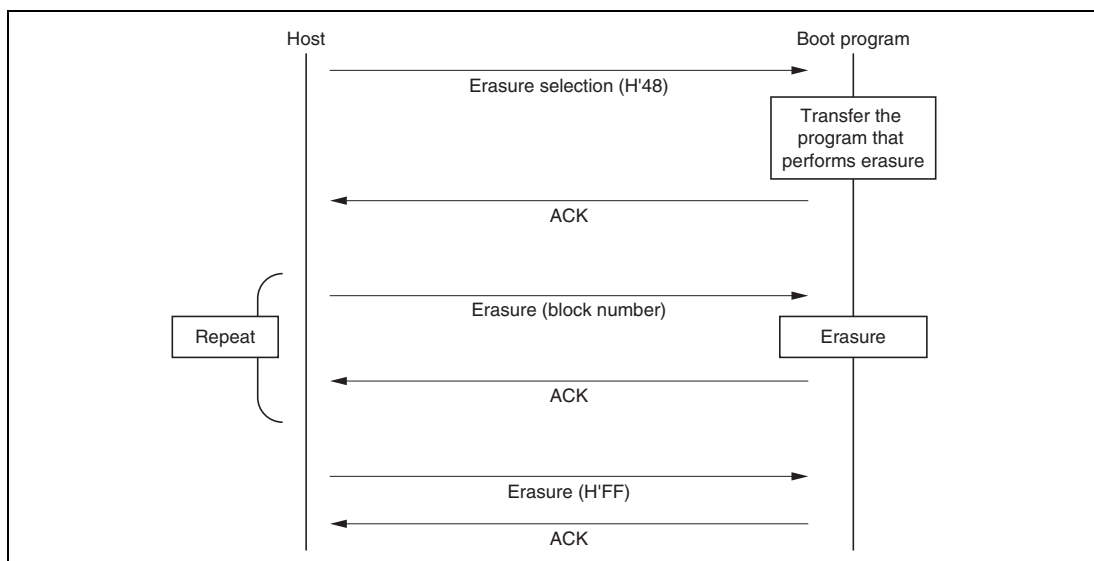 Host
Boot program
Erasure selection (H'48)
Transfer the
program that
performs erasure
ACK
Erasure (block number)
Repeat
Erasure
ACK
Erasure (H'FF)
ACK